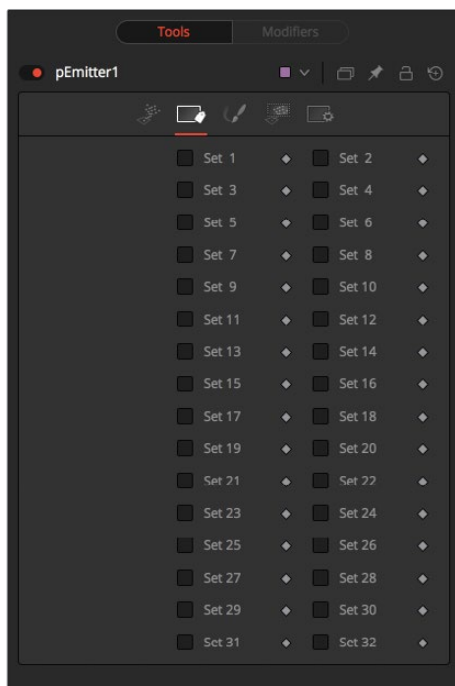 Tools Modifiers
pEmitter1
Set 1 Set 2
Set 3 Set 4
Set 5 Set 6
Set 7 Set 8
Set 9 Set 10
Set 11 Set 12
Set 13 Set 14
Set 15 Set 16
Set 17 Set 18
Set 19 Set 20
Set 21 Set 22
Set 23 Set 24
Set 25 Set 26
Set 27 Set 28
Set 29 Set 30
Set 31 Set 32